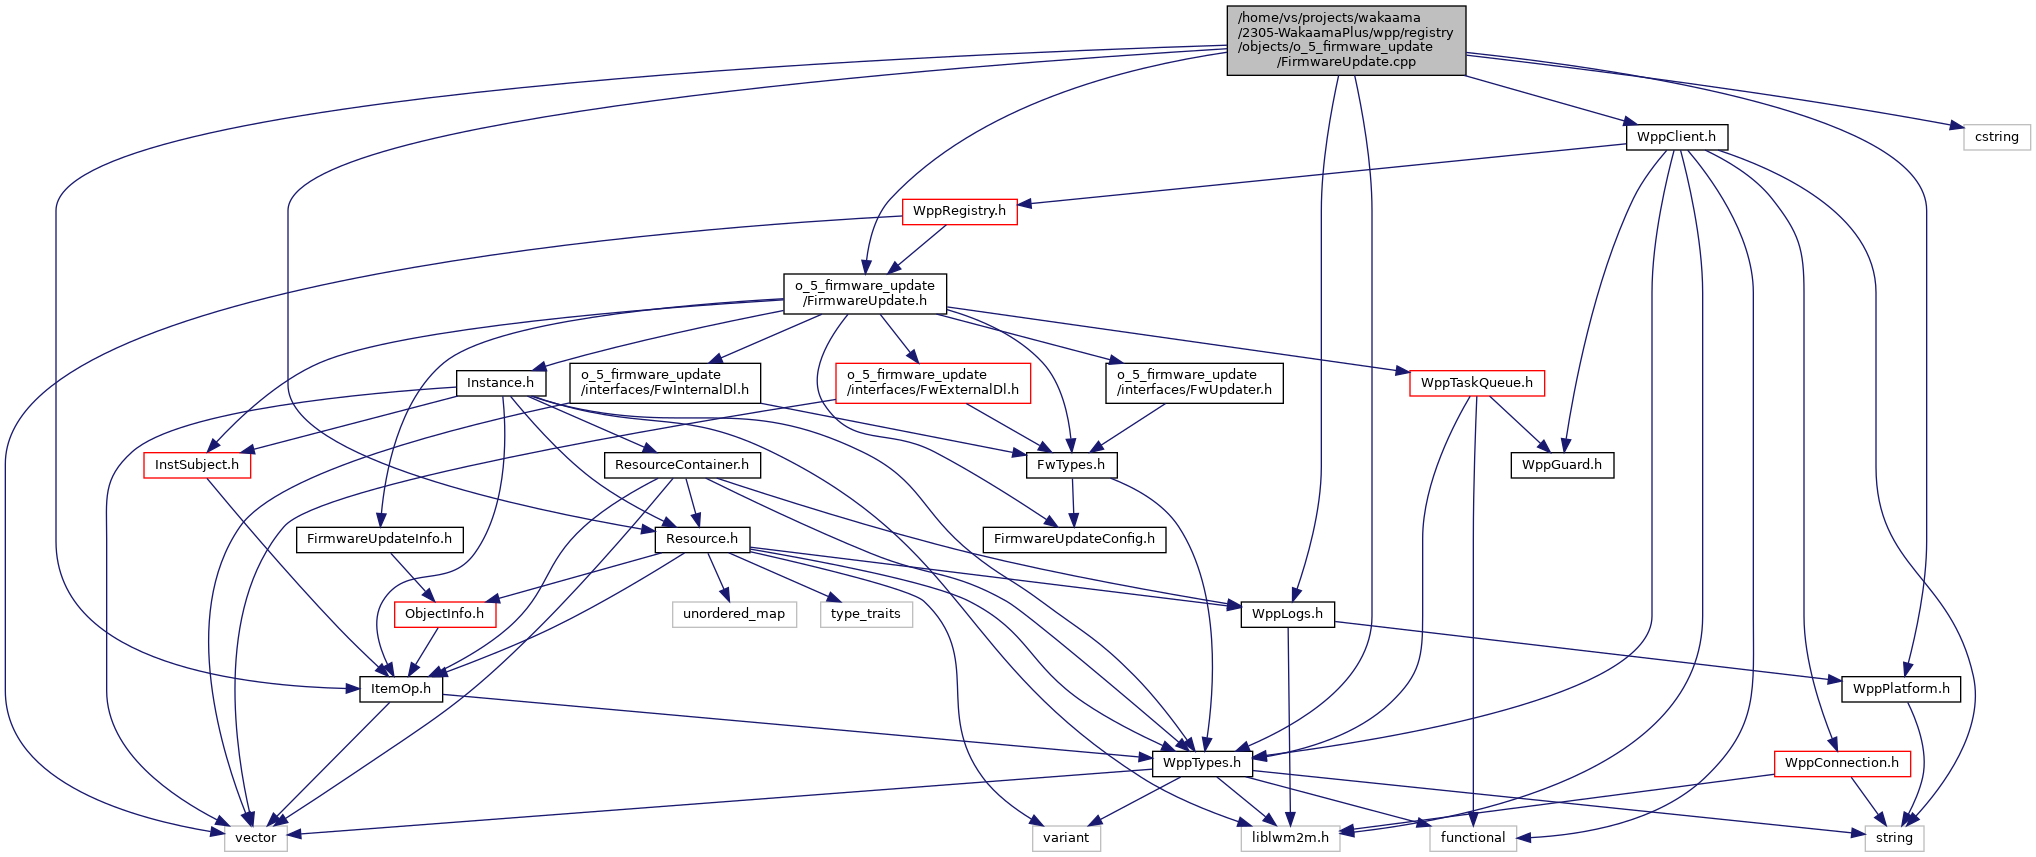 /home/vs/projects/wakaama
/2305-WakaamaPlus/wpp/registry
/objects/o_5_firmware_update
/FirmwareUpdate.cpp
WppClient.h
cstring
WppRegistry.h
o_5_firmware_update
/FirmwareUpdate.h
Instance.h
o_5_firmware_update
/interfaces/FwInternalDl.h
o_5_firmware_update
/interfaces/FwExternalDl.h
o_5_firmware_update
/interfaces/FwUpdater.h
WppTaskQueue.h
InstSubject.h
ResourceContainer.h
FwTypes.h
WppGuard.h
FirmwareUpdateInfo.h
Resource.h
FirmwareUpdateConfig.h
ObjectInfo.h
unordered_map
type_traits
WppLogs.h
ItemOp.h
WppPlatform.h
WppTypes.h
WppConnection.h
vector
variant
liblwm2m.h
functional
string